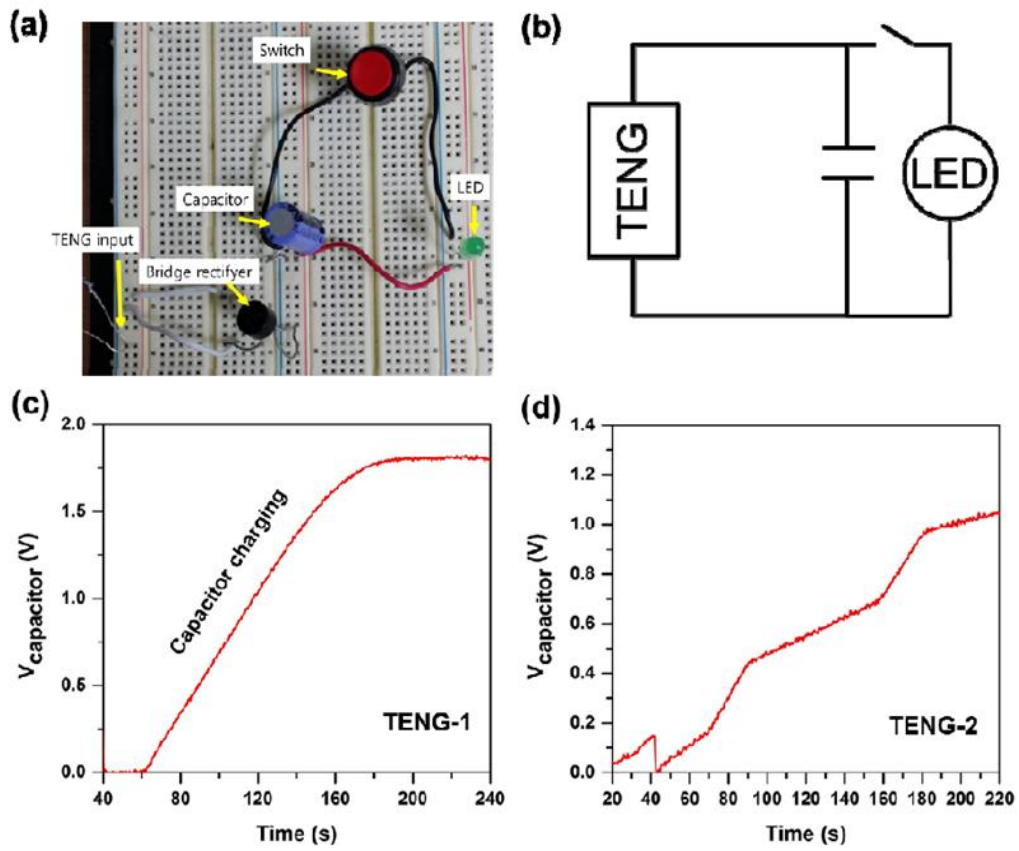 (a)
Switch
Capacitor
LED
TENG input
Bridge rectifyer
(b)
TENG
LED
(c)
2.0
1.5
1.0
0.5
0.0
40
80
120
160
200
240
Vcapacitor (V)
Time (s)
Capacitor charging
TENG-1
(d)
1.4
1.2
1.0
0.8
0.6
0.4
0.2
0.0
20
40
60
80
100
120
140
160
180
200
220
Vcapacitor (V)
Time (s)
TENG-2